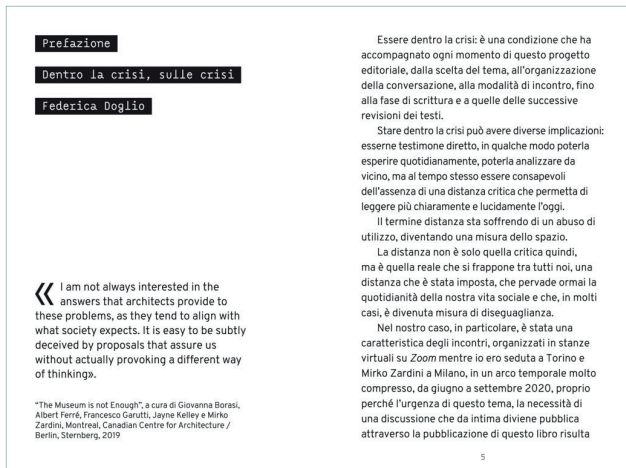 Prefazione
Dentro la crisi, sulle crisi
Federica Doglio
« I am not always interested in the
answers that architects provide to
these problems, as they tend to align with
what society expects. It is easy to be subtly
deceived by proposals that assure us
without actually provoking a different way
of thinking».
“The Museum is not Enough”, a cura di Giovanna Borasi,
Albert Ferré, Francesco Garutti, Jayne Kelley e Mirko
Zardini, Montreal, Canadian Centre for Architecture /
Berlin, Sternberg, 2019
Essere dentro la crisi: è una condizione che ha
accompagnato ogni momento di questo progetto
editoriale, dalla scelta del tema, all’organizzazione
della conversazione, alla modalità di incontro, fino
alla fase di scrittura e a quelle delle successive
revisioni dei testi.
Stare dentro la crisi può avere diverse implicazioni:
esserne testimone diretto, in qualche modo poterla
esperire quotidianamente, poterla analizzare da
vicino, ma al tempo stesso essere consapevoli
dell’assenza di una distanza critica che permetta di
leggere più chiaramente e lucidamente l’oggi.
Il termine distanza sta soffrendo di un abuso di
utilizzo, diventando una misura dello spazio.
La distanza non è solo quella critica quindi,
ma è quella reale che si frappone tra tutti noi, una
distanza che è stata imposta, che pervade ormai la
quotidianità della nostra vita sociale e che, in molti
casi, è divenuta misura di diseguaglianza.
Nel nostro caso, in particolare, è stata una
caratteristica degli incontri, organizzati in stanze
virtuali su Zoom mentre io ero seduta a Torino e
Mirko Zardini a Milano, in un arco temporale molto
compresso, da giugno a settembre 2020, proprio
perché l’urgenza di questo tema, la necessità di
una discussione che da intima diviene pubblica
attraverso la pubblicazione di questo libro risulta
5